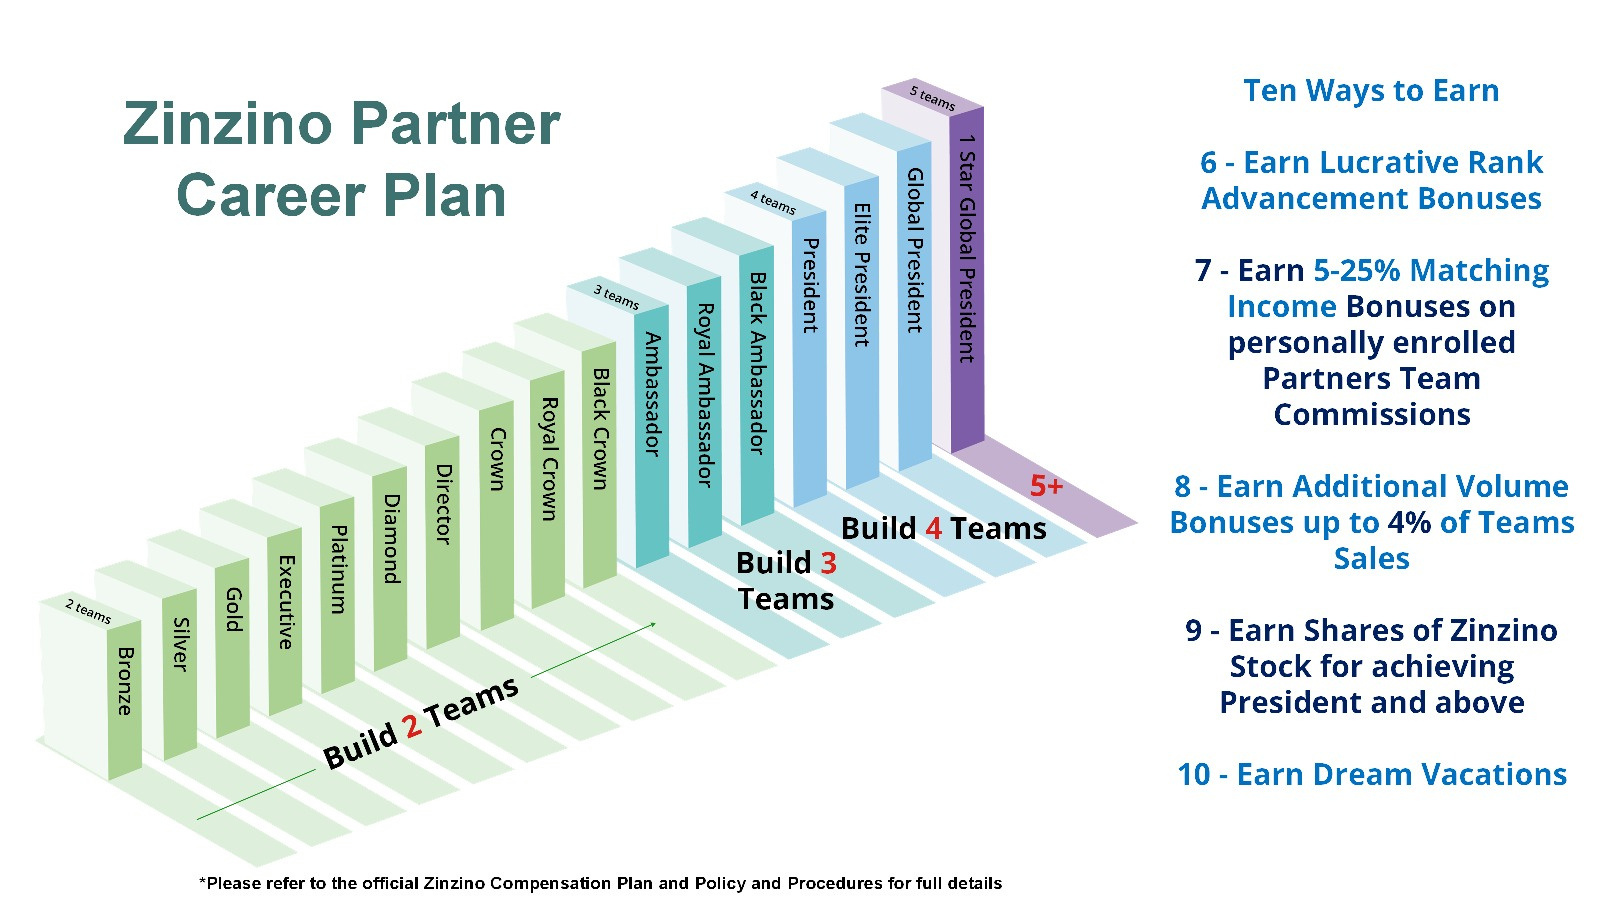 Zinzino Partner
Career Plan
2 teams
Bronze
Silver
Gold
Executive
Platinum
Diamond
Director
Crown
Royal Crown
Black Crown
3 teams
Ambassador
Royal Ambassador
Black Ambassador
4 teams
President
Elite President
Global President
5 teams
1 Star Global President
Build 2 Teams
Build 3
Teams
Build 4 Teams
5+
Ten Ways to Earn
6 - Earn Lucrative Rank
Advancement Bonuses
7 - Earn 5-25% Matching
Income Bonuses on
personally enrolled
Partners Team
Commissions
8 - Earn Additional Volume
Bonuses up to 4% of Teams
Sales
9 - Earn Shares of Zinzino
Stock for achieving
President and above
10 - Earn Dream Vacations
*Please refer to the official Zinzino Compensation Plan and Policy and Procedures for full details